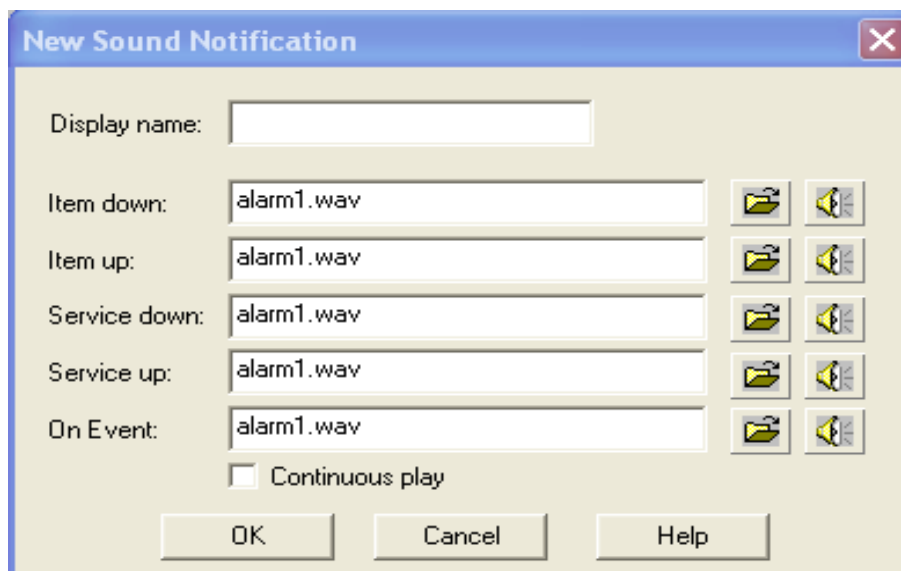 New Sound Notification
Display name:
Item down: alarm1.wav
Item up: alarm1.wav
Service down: alarm1.wav
Service up: alarm1.wav
On Event: alarm1.wav
Continuous play
OK Cancel Help